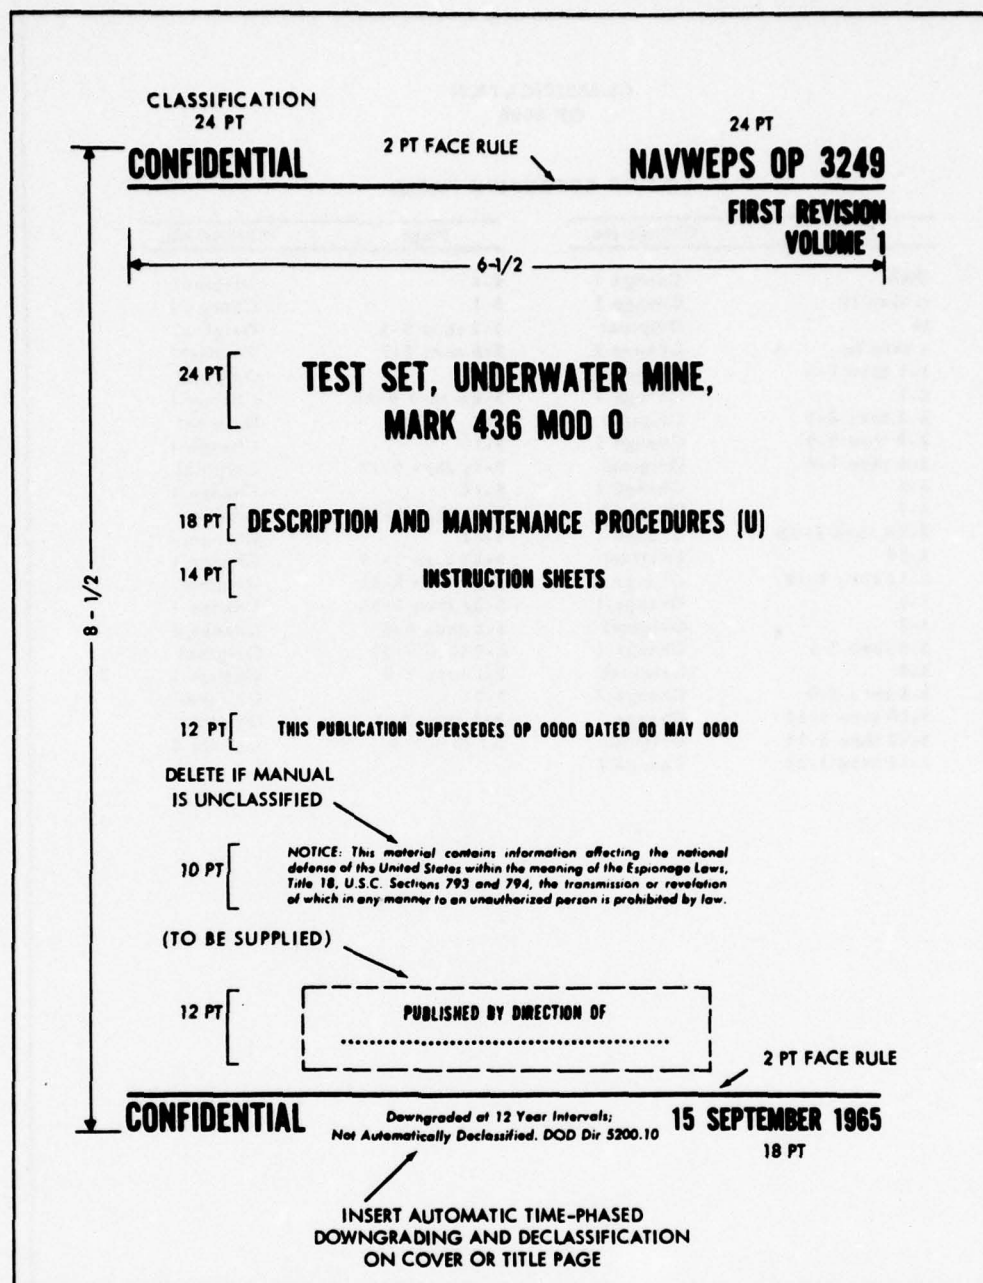 CLASSIFICATION
24 PT
24 PT
CONFIDENTIAL
2 PT FACE RULE
NAVWEPS OP 3249
FIRST REVISION
VOLUME 1
6-1/2
24 PT
TEST SET, UNDERWATER MINE,
MARK 436 MOD 0
18 PT
DESCRIPTION AND MAINTENANCE PROCEDURES (U)
14 PT
INSTRUCTION SHEETS
8 - 1/2
12 PT
THIS PUBLICATION SUPERSEDES OP 0000 DATED 00 MAY 0000
DELETE IF MANUAL
IS UNCLASSIFIED
10 PT
NOTICE: This material contains information affecting the national
defense of the United States within the meaning of the Espionage Laws,
Title 18, U.S.C. Sections 793 and 794, the transmission or revelation
of which in any manner to an unauthorized person is prohibited by law.
(TO BE SUPPLIED)
12 PT
PUBLISHED BY DIRECTION OF
2 PT FACE RULE
CONFIDENTIAL
Downgraded at 12 Year Intervals;
Not Automatically Declassified. DOD Dir 5200.10
15 SEPTEMBER 1965
18 PT
INSERT AUTOMATIC TIME-PHASED
DOWNGRADING AND DECLASSIFICATION
ON COVER OR TITLE PAGE